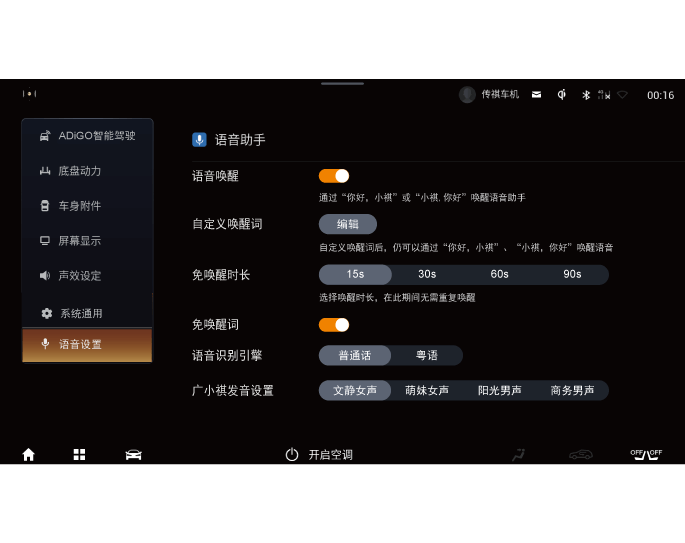 传祺车机 00:16
ADiGO智能驾驶
底盘动力
车身附件
屏幕显示
声效设定
系统通用
语音设置
语音助手
语音唤醒
通过“你好，小祺”或“小祺，你好”唤醒语音助手
自定义唤醒词 编辑
自定义唤醒词后，仍可以通过“你好，小祺”、“小祺，你好”唤醒语音
免唤醒时长 15s 30s 60s 90s
选择唤醒时长，在此期间无需重复唤醒
免唤醒词
语音识别引擎 普通话 粤语
广小祺发音设置 文静女声 萌妹女声 阳光男声 商务男声
开启空调
OFF OFF